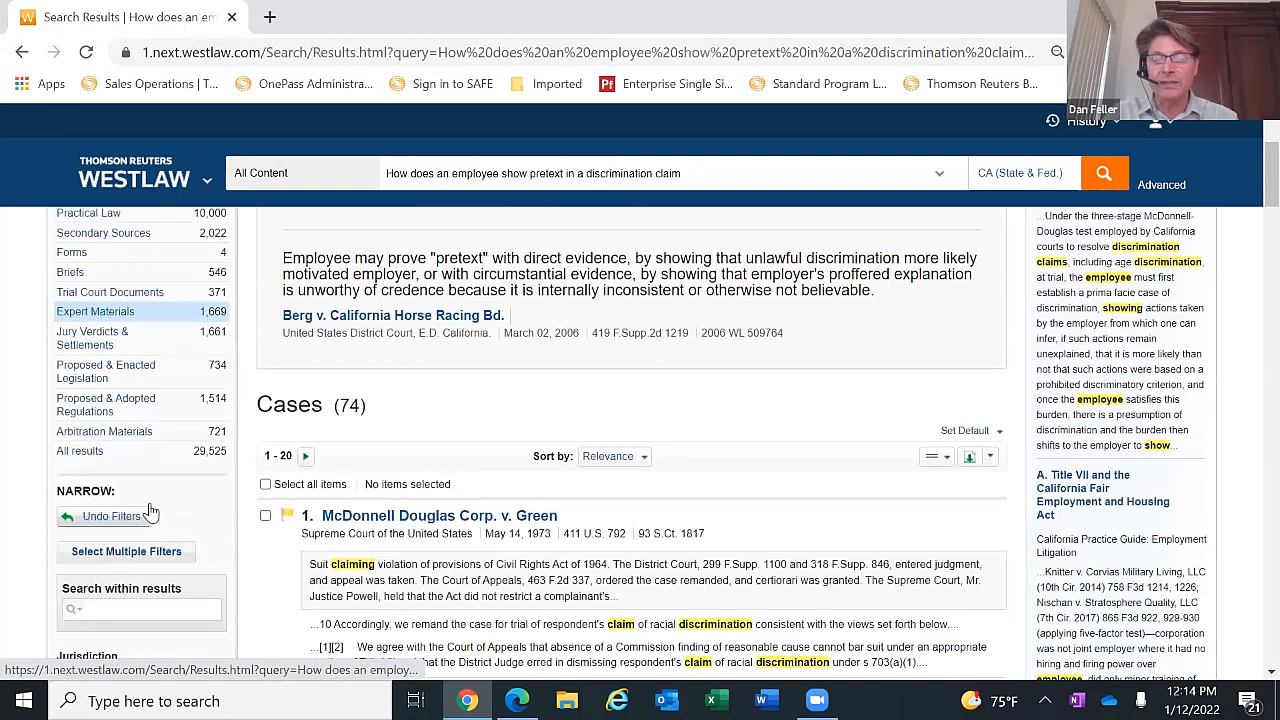 Search Results | How does an em
1.next.westlaw.com/Search/Results.html?query=How%20does%20an%20employee%20show%20pretext%20in%20a%20discrimination%20claim...
Apps
Sales Operations | T...
OnePass Administra...
Sign in to
Imported
Enterprise Single Si...
Standard Program L...
Thomson Reuters B...
Dan Feller
History
THOMSON REUTERS
WESTLAW
All Content
How does an employee show pretext in a discrimination claim
CA (State & Fed.)
Advanced
Practical Law 10,000
Secondary Sources 2,022
Forms 4
Briefs 546
Trial Court Documents 371
Expert Materials 1,669
Jury Verdicts & Settlements 1,661
Proposed & Enacted Legislation 734
Proposed & Adopted Regulations 1,514
Arbitration Materials 721
All results 29,525
NARROW:
Undo Filters
Select Multiple Filters
Search within results
Jurisdiction
https://1.next.westlaw.com/Search/Results.html?query=How does an employ...
Employee may prove pretext with direct evidence, by showing that unlawful discrimination more likely
motivated employer, or with circumstantial evidence, by showing that employer's proffered explanation
is unworthy of credence because it is internally inconsistent or otherwise not believable.
Berg v. California Horse Racing Bd.
United States District Court, E.D. California. March 02, 2006 419 F.Supp.2d 1219 2006 WL 509764
Cases (74)
Set Default
1 - 20
Sort by: Relevance
Select all items No items selected
1. McDonnell Douglas Corp. v. Green
Supreme Court of the United States May 14, 1973 411 U.S. 792 93 S.Ct. 1817
Suit claiming violation of provisions of Civil Rights Act of 1964. The District Court, 299 F.Supp. 1100 and 318 F.Supp. 846, entered judgment,
and appeal was taken. The Court of Appeals, 463 F.2d 337, ordered the case remanded, and certiorari was granted. The Supreme Court, Mr.
Justice Powell, held that Act did not restrict a complainant's...
...10 Accordingly, we remand the case for trial of respondent's claim of racial discrimination consistent with the views set forth below....
...[1][2] We agree with the Court of Appeals that absence of a Commission finding of reasonable cause cannot bar suit under an appropriate
and judge erred in dismissing respondent's claim of racial discrimination under s 703(a)(1)....
...Under the three-stage McDonnell-
Douglas test employed by California
courts to resolve discrimination
claims, including age discrimination,
at trial, the employee must first
establish a prima facie case of
discrimination, showing actions taken
by the employer from which one can
infer, if such actions remain
unexplained, that it is more likely than
not that such actions were based on a
prohibited discriminatory criterion, and
once the employee satisfies this
burden, there is a presumption of
discrimination and the burden then
shifts to the employer to show...
A. Title VII and the
California Fair
Employment and Housing
Act
California Practice Guide: Employment
Litigation
...Knitter v. Corvias Military Living, LLC
(10th Cir. 2014) 758 F3d 1214, 1226;
Nischan v. Stratosphere Quality, LLC
(7th Cir. 2017) 865 F3d 922, 929-930
(applying five-factor test)—corporation
was not joint employer where it had no
hiring and firing power over
employee, did only minor training of
Type here to search
75°F
12:14 PM
1/12/2022
21